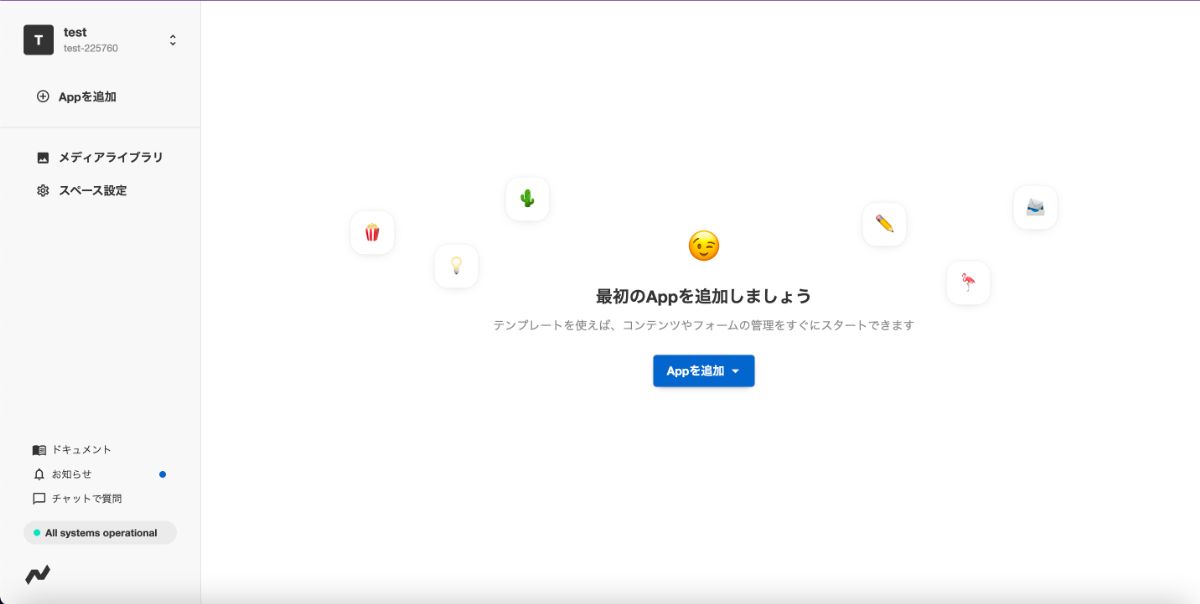 T
test
test-225760
Appを追加
メディアライブラリ
スペース設定
最初のAppを追加しましょう
テンプレートを使えば、コンテンツやフォームの管理をすぐにスタートできます
Appを追加
ドキュメント
お知らせ
チャットで質問
All systems operational